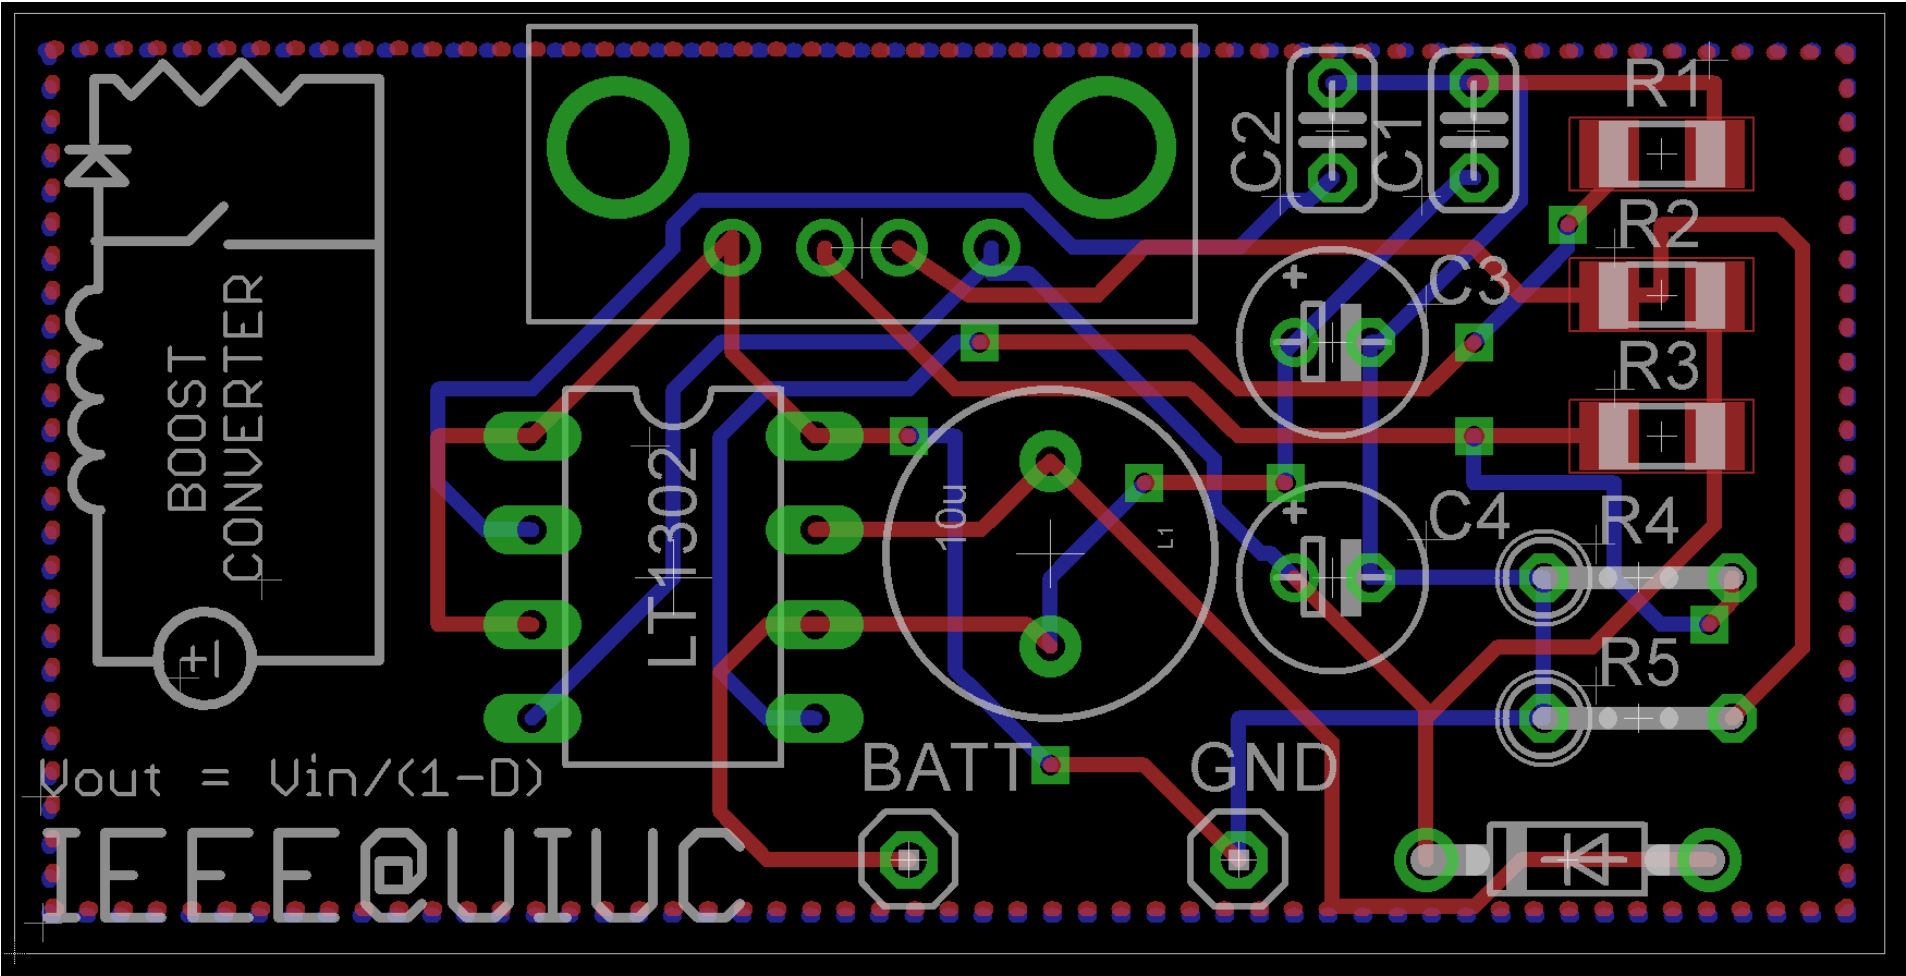 R1
C2
C1
R2
C3
BOOST
CONVERTER
+
R3
LT1302
10u
L1
+
C4
R4
R5
+
BATT
GND
Vout = Vin/(1-D)
IEEE@UIUC